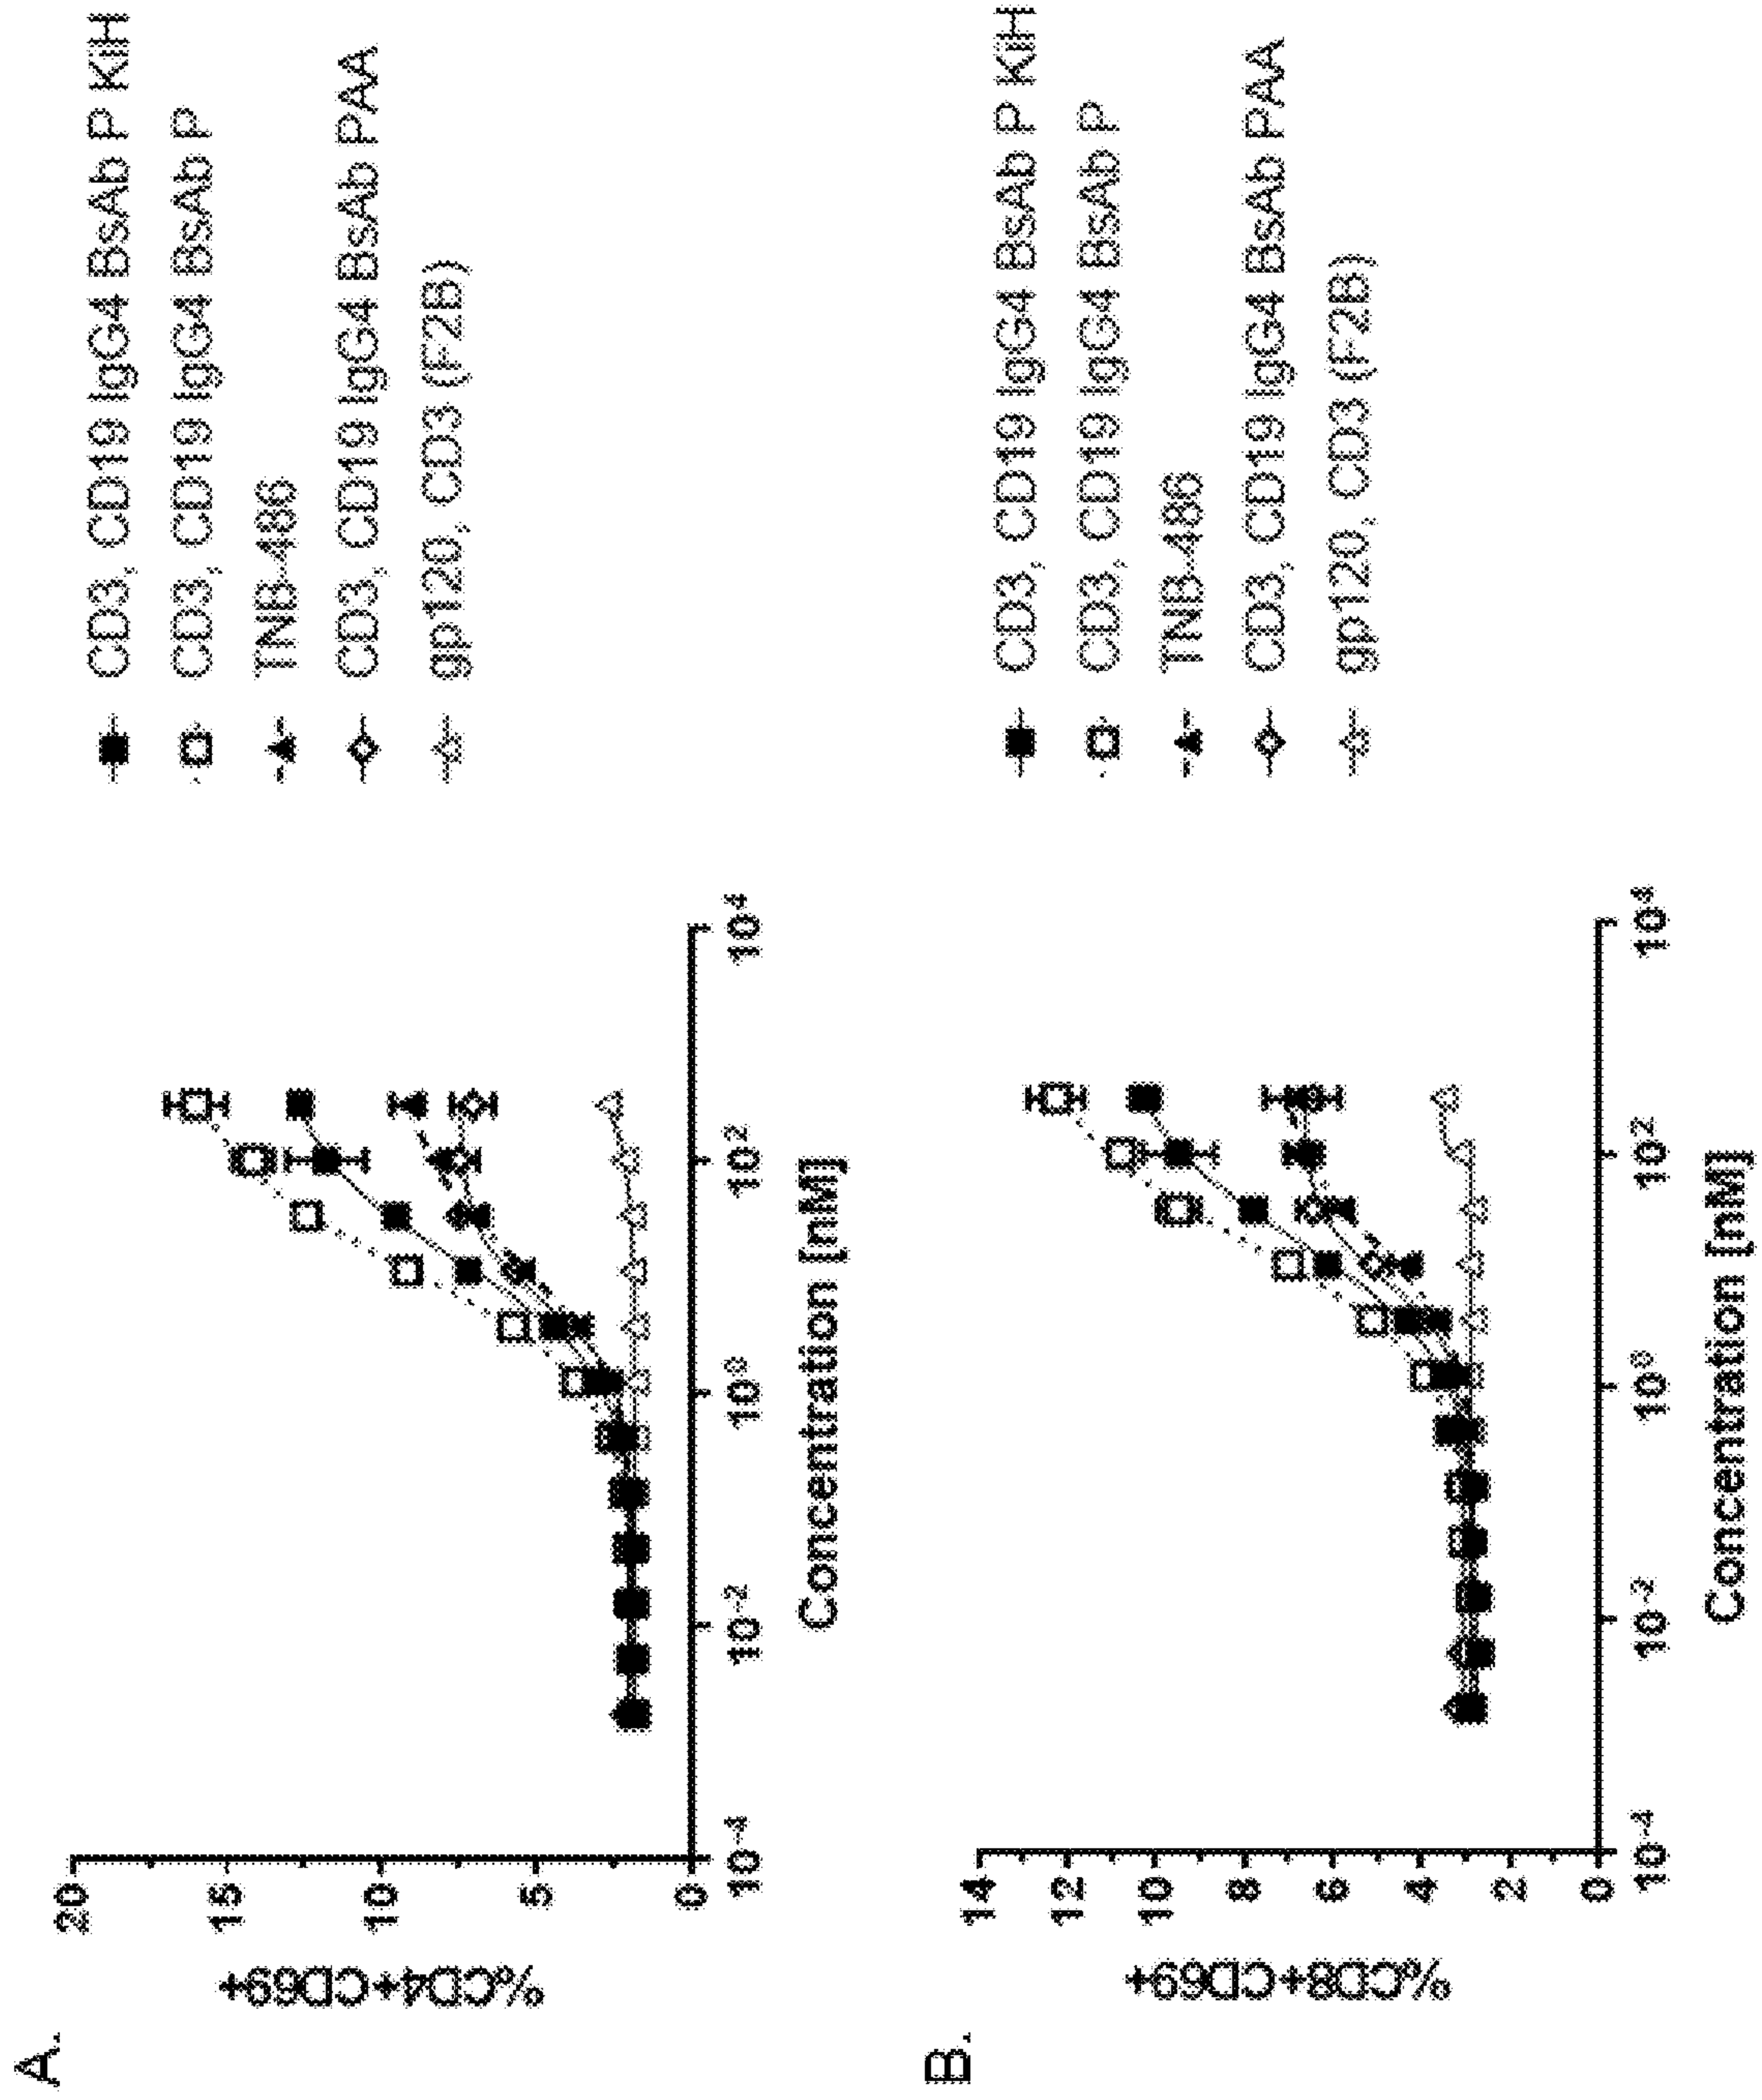 A.
%CD4+CD69+
20
15
10
5
0
10-4
10-2
100
102
104
Concentration [nM]
CD3, CD19 IgG4 BsAb P KiH
CD3, CD19 IgG4 BsAb P
TNB-486
CD3, CD19 IgG4 BsAb PAA
gp120, CD3 (F2B)
B.
%CD8+CD69+
14
12
10
8
6
4
2
0
10-4
10-2
100
102
104
Concentration [nM]
CD3, CD19 IgG4 BsAb P KiH
CD3, CD19 IgG4 BsAb P
TNB-486
CD3, CD19 IgG4 BsAb PAA
gp120, CD3 (F2B)